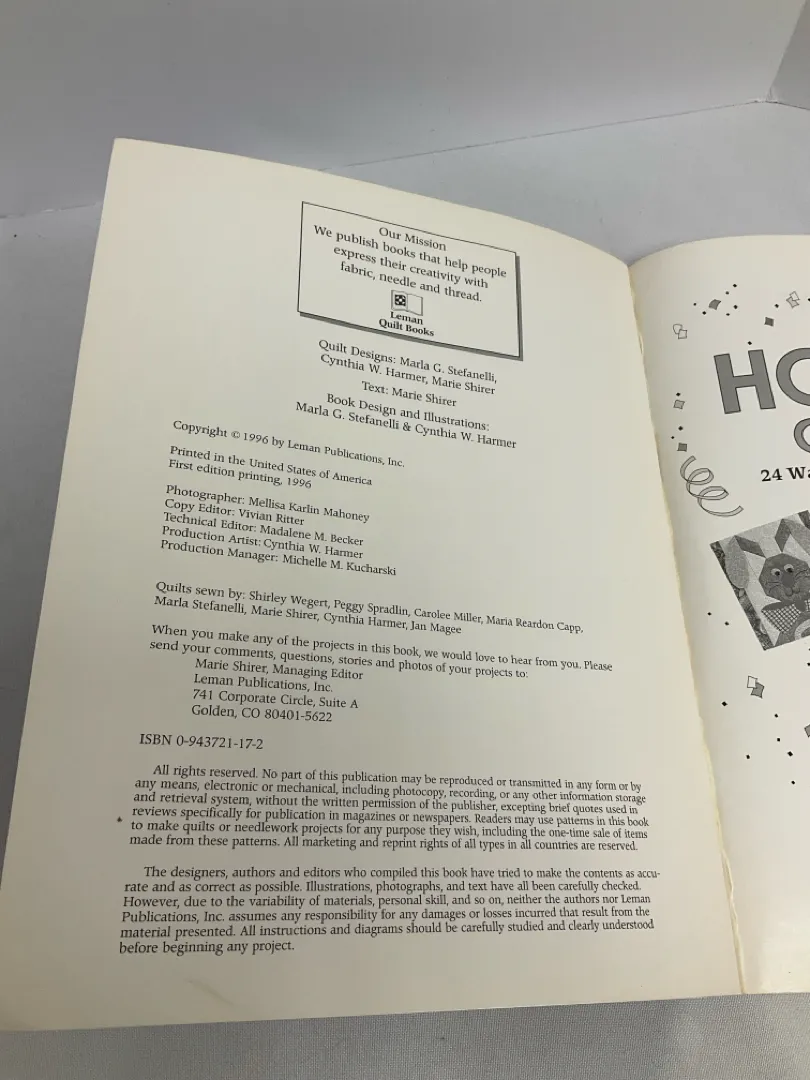 Our Mission
We publish books that help people
express their creativity with
fabric, needle and thread.
Leman
Quilt Books
Quilt Designs: Marla G. Stefanelli,
Cynthia W. Harmer, Marie Shirer
Text: Marie Shirer
Book Design and Illustrations:
Marla G. Stefanelli & Cynthia W. Harmer
Copyright © 1996 by Leman Publications, Inc.
Printed in the United States of America
First edition printing, 1996
Photographer: Mellisa Karlin Mahoney
Copy Editor: Vivian Ritter
Technical Editor: Madalene M. Becker
Production Artist: Cynthia W. Harmer
Production Manager: Michelle M. Kucharski
Quilts sewn by: Shirley Wegert, Peggy Spradlin, Carolee Miller, Maria Reardon Capp,
Marla Stefanelli, Marie Shirer, Cynthia Harmer, Jan Magee
When you make any of the projects in this book, we would love to hear from you. Please
send your comments, questions, stories and photos of your projects to:
Marie Shirer, Managing Editor
Leman Publications, Inc.
741 Corporate Circle, Suite A
Golden, CO 80401-5622
ISBN 0-943721-17-2
All rights reserved. No part of this publication may be reproduced or transmitted in any form or by
any means, electronic or mechanical, including photocopy, recording, or any other information storage
and retrieval system, without the written permission of the publisher, excepting brief quotes used in
reviews specifically for publication in magazines or newspapers. Readers may use patterns in this book
to make quilts or needlework projects for any purpose they wish, including the one-time sale of items
made from these patterns. All marketing and reprint rights of all types in all countries are reserved.
The designers, authors and editors who compiled this book have tried to make the contents as accu-
rate and as correct as possible. Illustrations, photographs, and text have all been carefully checked.
However, due to the variability of materials, personal skill, and so on, neither the authors nor Leman
Publications, Inc. assumes any responsibility for any damages or losses incurred that result from the
material presented. All instructions and diagrams should be carefully studied and clearly understood
before beginning any project.
HO
24 Wa